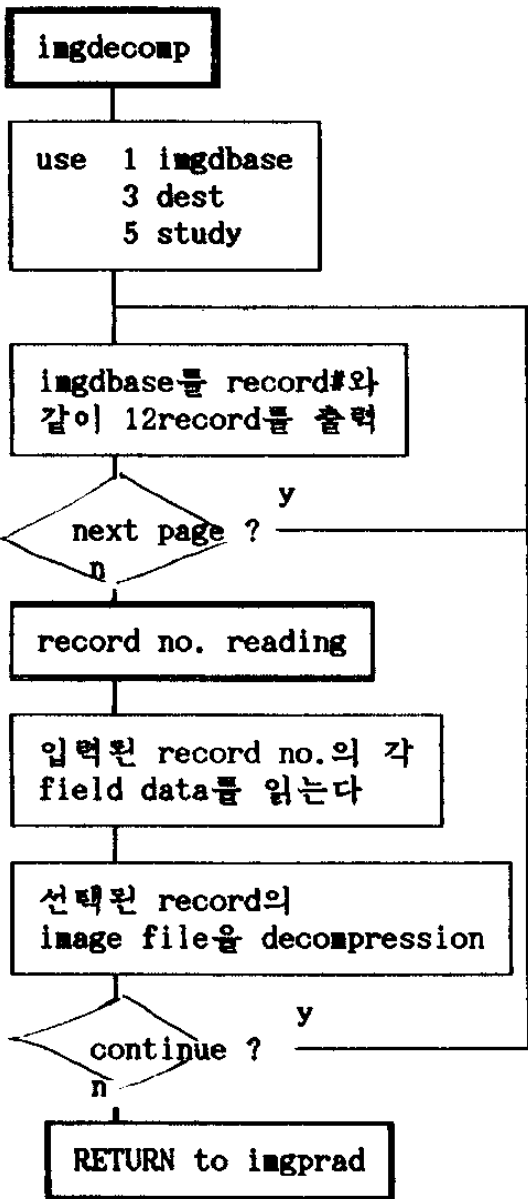 imgdecomp
use 1 imgdbase
3 dest
5 study
imgdbase를 record#와
같이 12record를 출력
y
next page ?
n
record no. reading
입력된 record no.의 각
field data를 읽는다
선택된 record의
image file을 decompression
y
continue ?
n
RETURN to imgprad